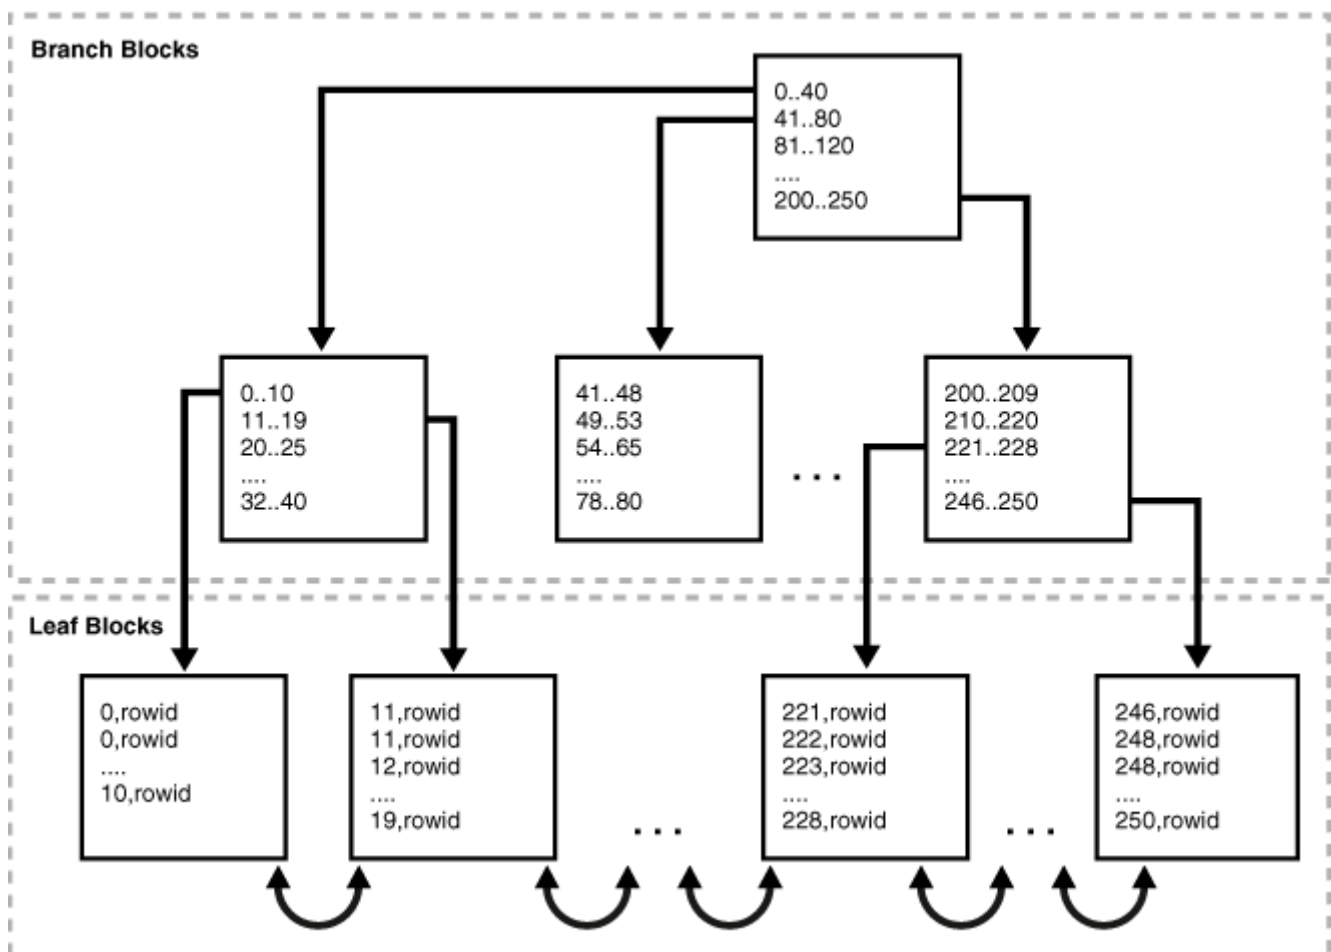 Branch Blocks
0..40
41..80
81..120
....
200..250
0..10
11..19
20..25
....
32..40
41..48
49..53
54..65
....
78..80
...
200..209
210..220
221..228
....
246..250
Leaf Blocks
0,rowid
0,rowid
....
10,rowid
11,rowid
11,rowid
12,rowid
....
19,rowid
...
221,rowid
222,rowid
223,rowid
....
228,rowid
...
246,rowid
248,rowid
248,rowid
....
250,rowid